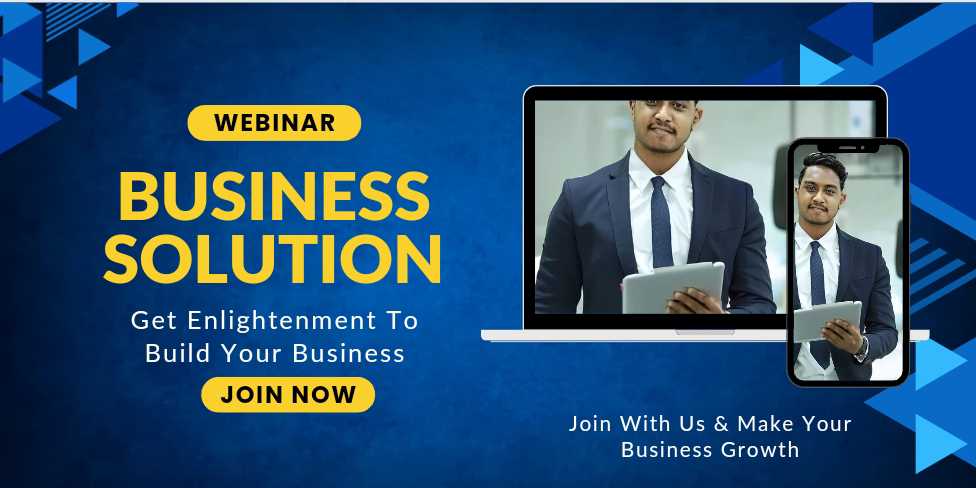 WEBINAR
BUSINESS
SOLUTION
Get Enlightenment To
Build Your Business
JOIN NOW
Join With Us & Make Your
Business Growth